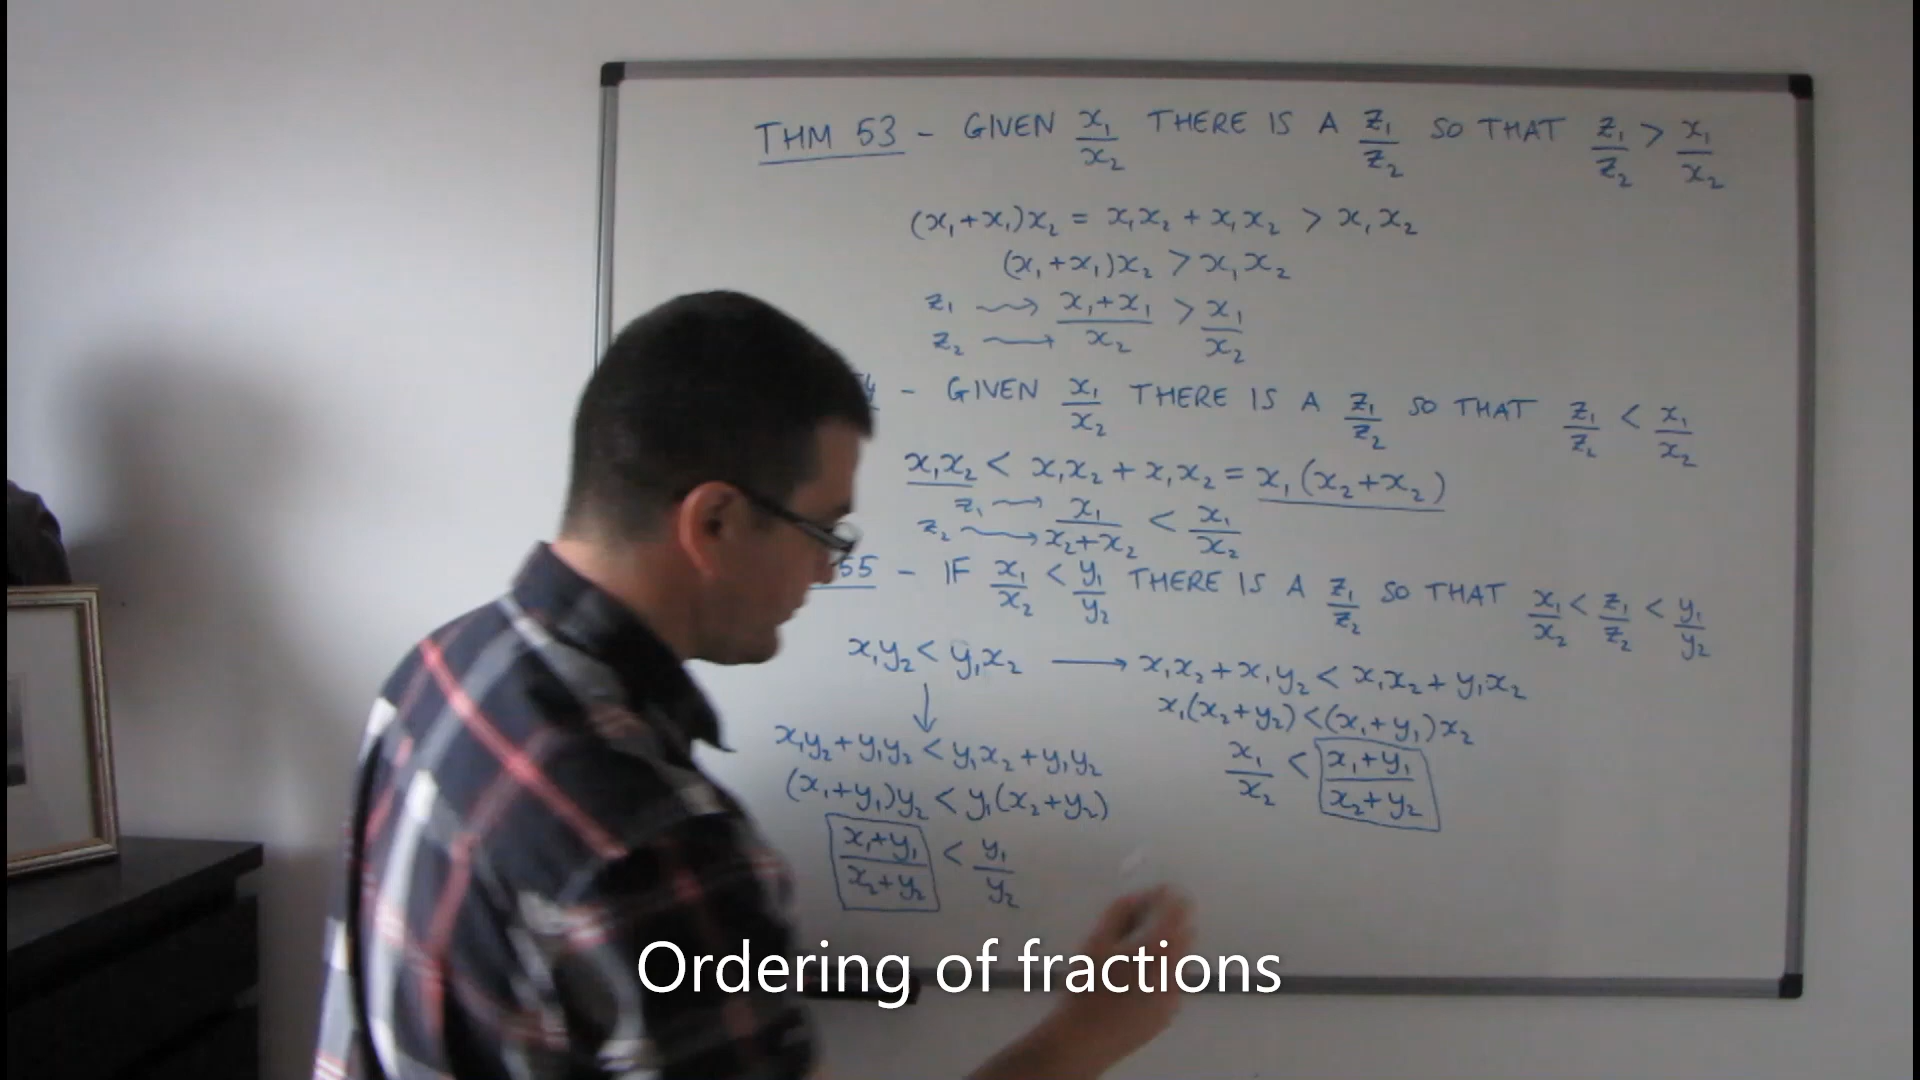 THM 53 - GIVEN x₁/x₂ THERE IS A z₁/z₂ SO THAT z₁/z₂ > x₁/x₂
(x₁+x₁)x₂ = x₁x₂ + x₁x₂ > x₁x₂
(x₁+x₁)x₂ > x₁x₂
z₁ → x₁+x₁ > x₁
z₂ → x₂ x₂
54 - GIVEN x₁/x₂ THERE IS A z₁/z₂ SO THAT z₁/z₂ < x₁/x₂
x₁x₂ < x₁x₂ + x₁x₂ = x₁(x₂+x₂)
z₁ → x₁ < x₁
z₂ → x₂+x₂ x₂
55 - IF x₁/x₂ < y₁/y₂ THERE IS A z₁/z₂ SO THAT x₁/x₂ < z₁/z₂ < y₁/y₂
x₁y₂ < y₁x₂ → x₁x₂ + x₁y₂ < x₁x₂ + y₁x₂
↓ x₁(x₂+y₂) < (x₁+y₁)x₂
x₁y₂ + y₁y₂ < y₁x₂ + y₁y₂ x₁/x₂ < (x₁+y₁)/(x₂+y₂)
(x₁+y₁)y₂ < y₁(x₂+y₂)
(x₁+y₁)/(x₂+y₂) < y₁/y₂
Ordering of fractions